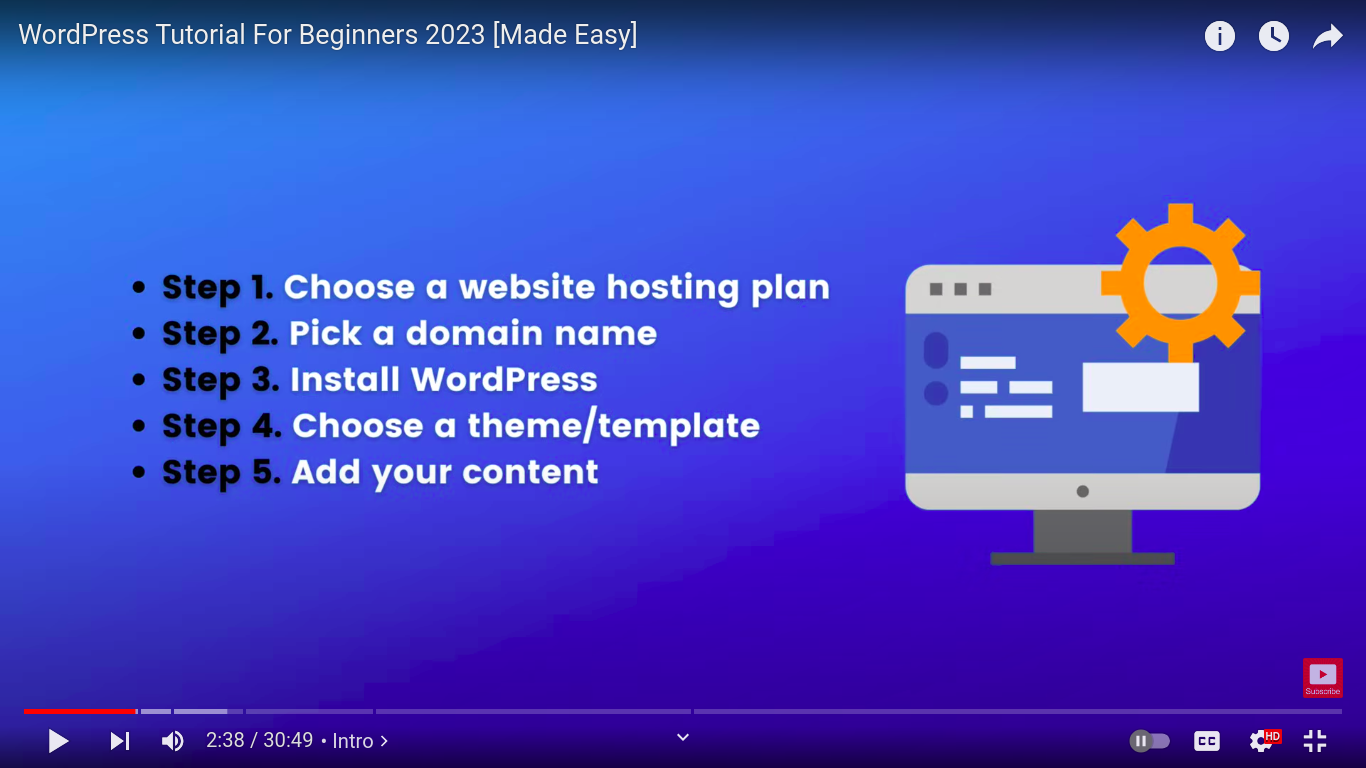 WordPress Tutorial For Beginners 2023 [Made Easy]
• Step 1. Choose a website hosting plan
• Step 2. Pick a domain name
• Step 3. Install WordPress
• Step 4. Choose a theme/template
• Step 5. Add your content
Subscribe
2:38 / 30:49 • Intro
CC
HD